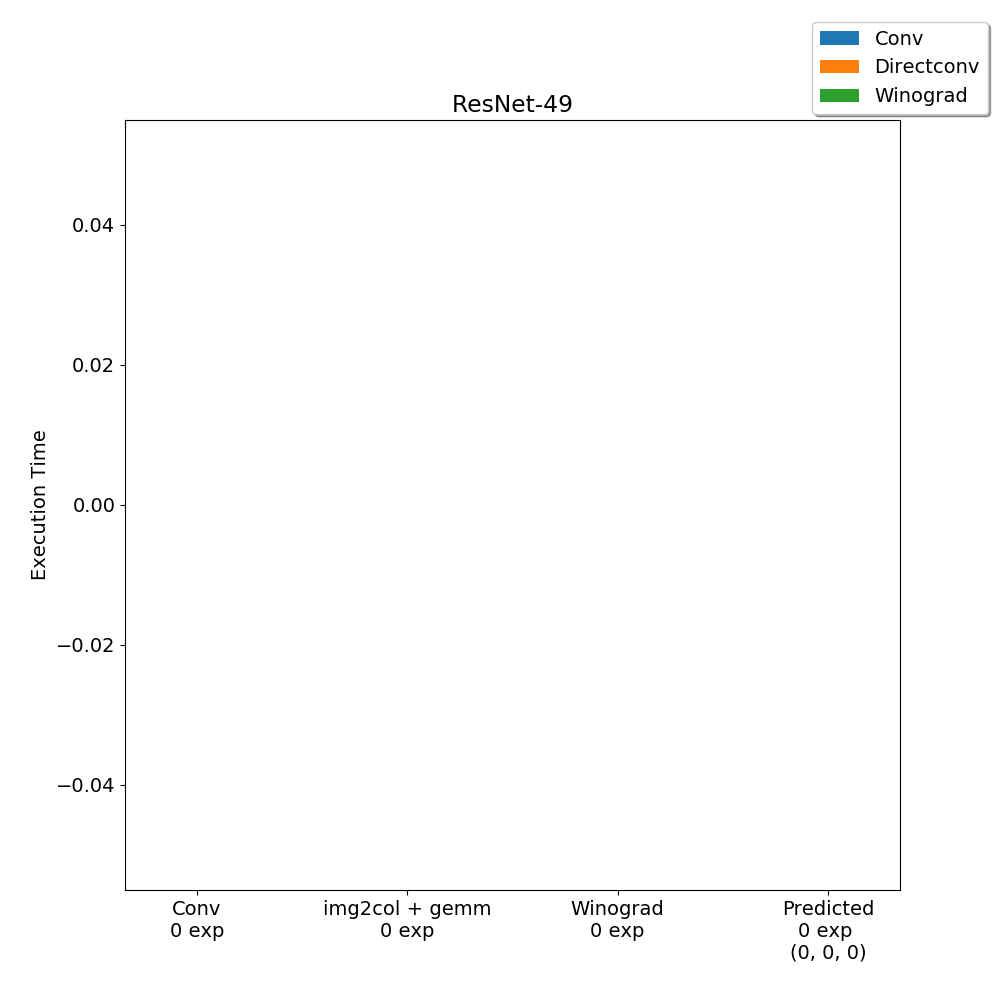 Conv
Directconv
Winograd
ResNet-49
0.04
0.02
0.00
−0.02
−0.04
Execution Time
Conv
0 exp
img2col + gemm
0 exp
Winograd
0 exp
Predicted
0 exp
(0, 0, 0)